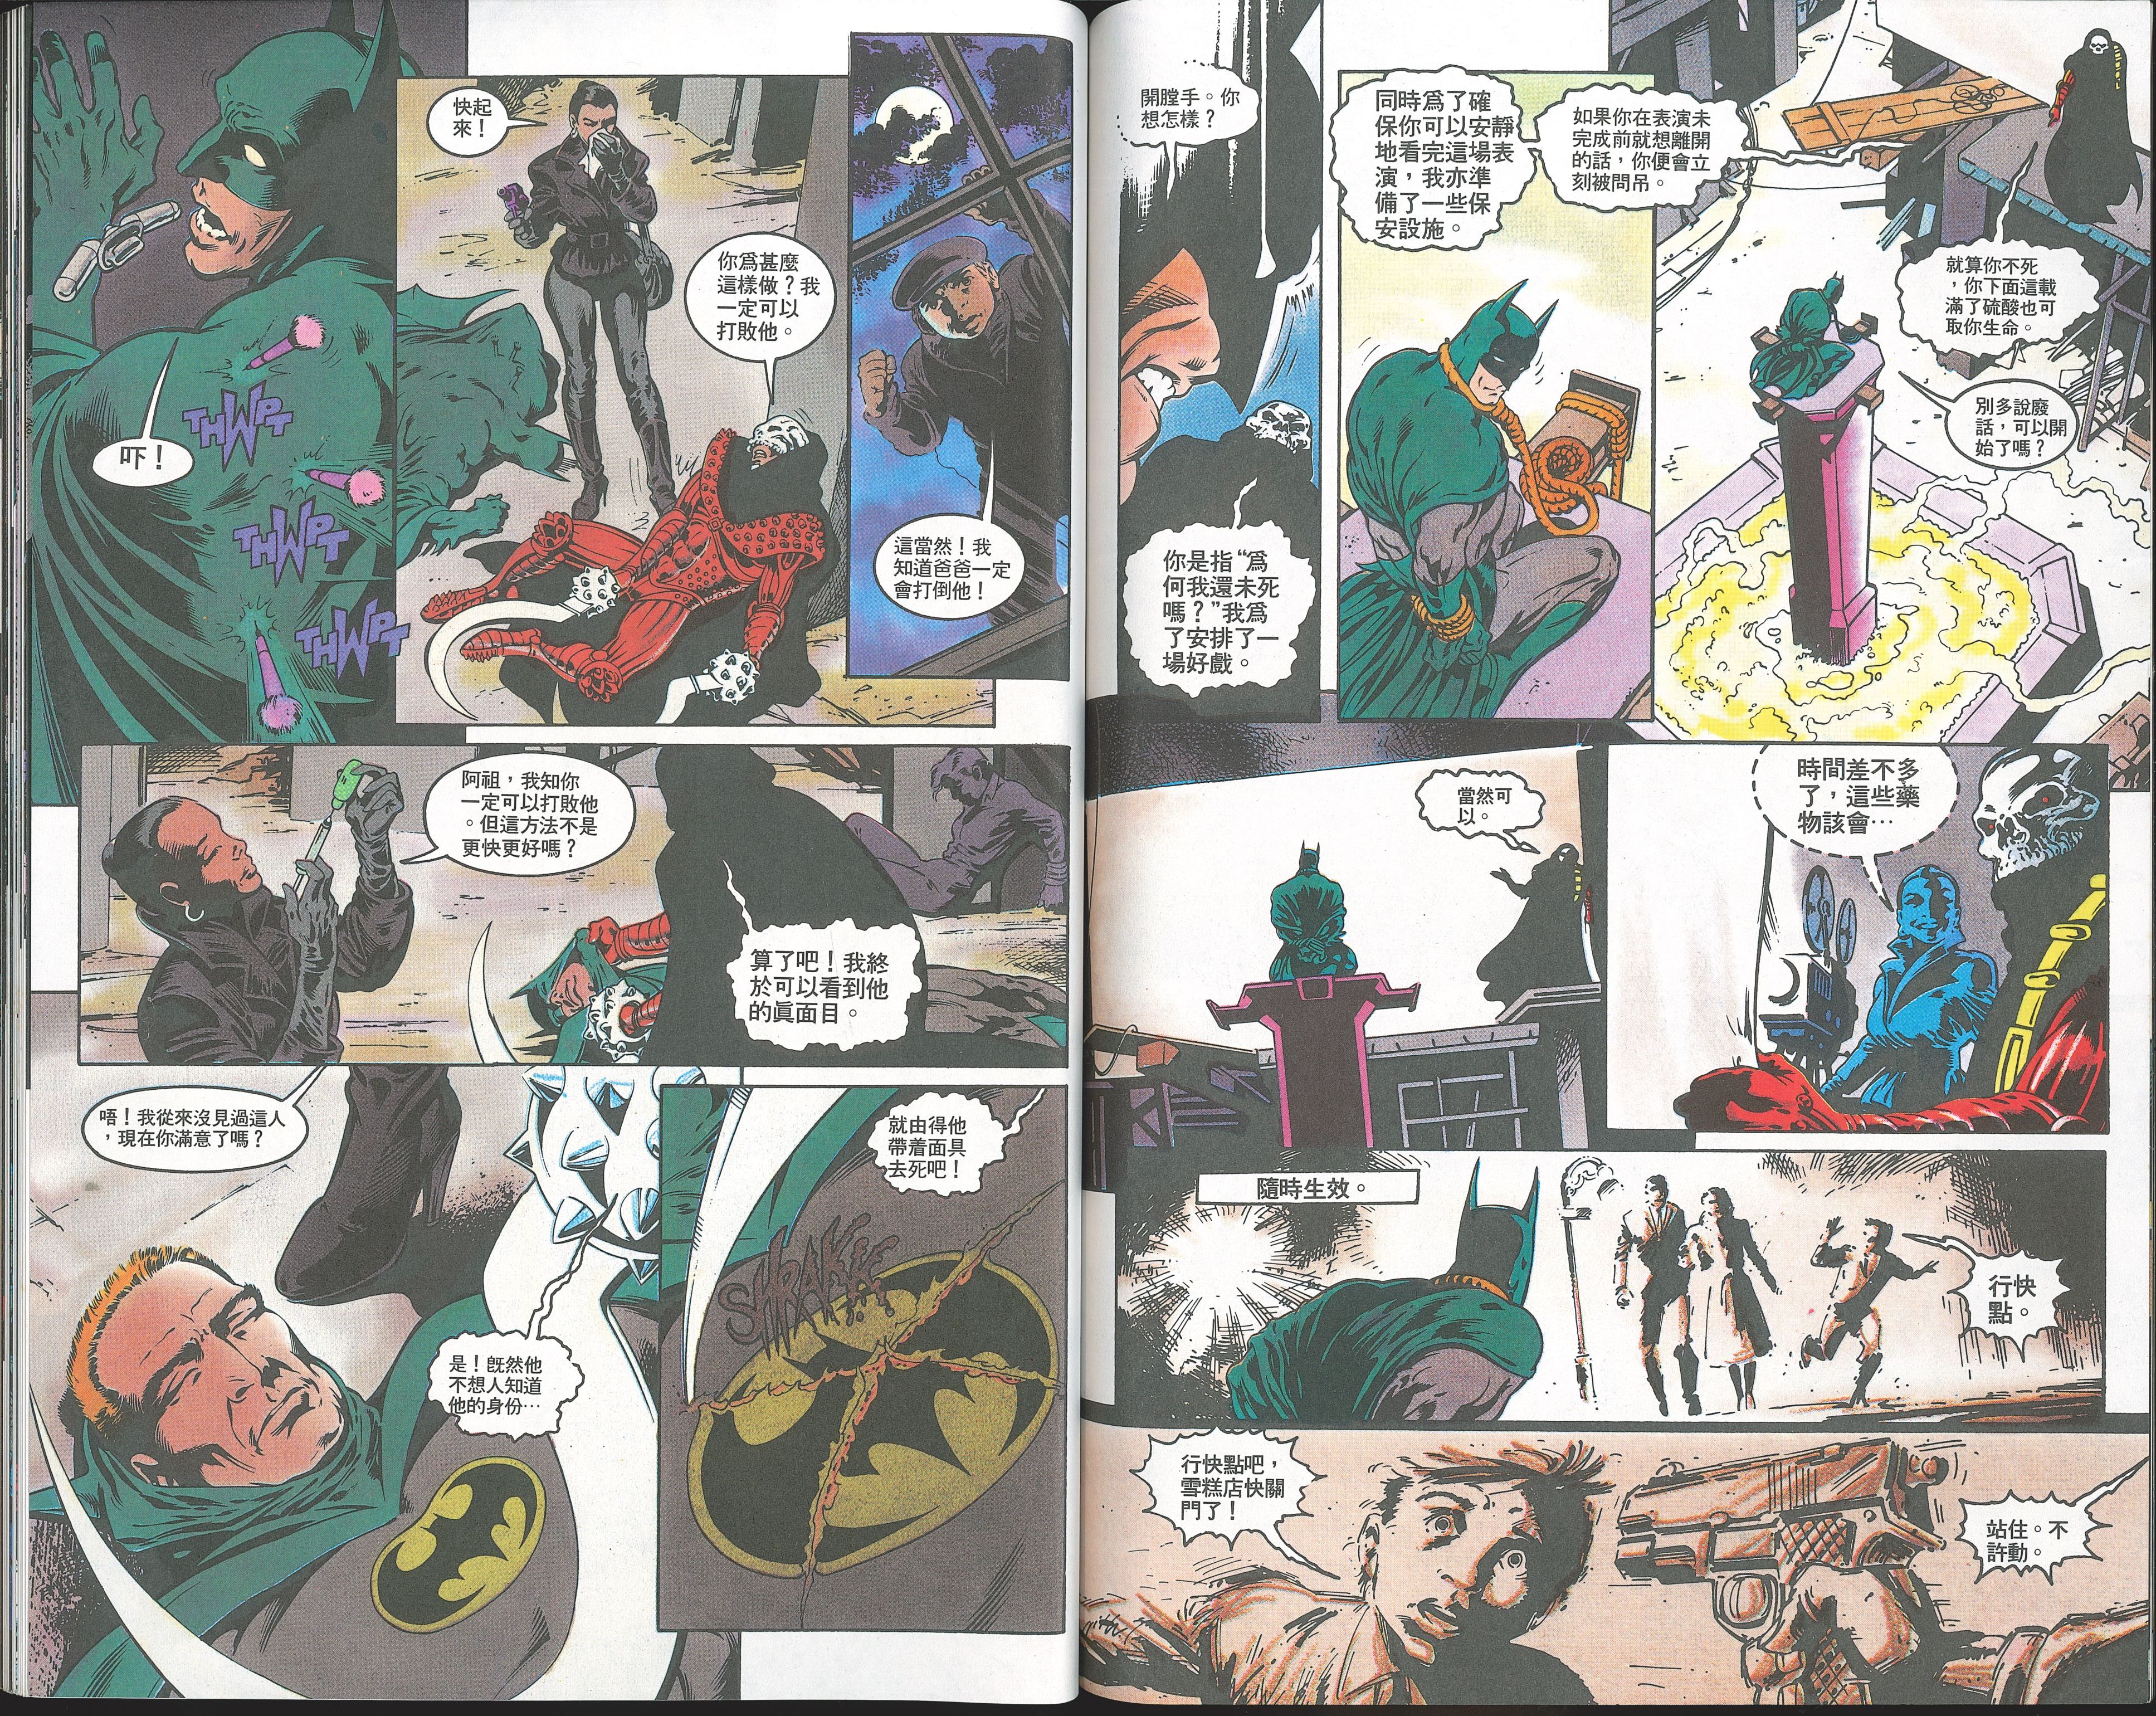 吓！
THWPT
THWPT
THWPT
快起
來！
你爲甚麼
這樣做？我
一定可以
打敗他。
這當然！我
知道爸爸一定
會打倒他！
阿祖，我知你
一定可以打敗他
。但這方法不是
更快更好嗎？
算了吧！我終
於可以看到他
的眞面目。
唔！我從來沒見過這人
，現在你滿意了嗎？
是！旣然他
不想人知道
他的身份…
就由得他
帶着面具
去死吧！
SHRAKK
開膛手。你
想怎樣？
你是指“爲
何我還未死
嗎？”我爲
了安排了一
場好戲。
同時爲了確
保你可以安靜
地看完這場表
演，我亦準
備了一些保
安設施。
如果你在表演未
完成前就想離開
的話，你便會立
刻被問吊。
就算你不死
，你下面這載
滿了硫酸也可
取你生命。
別多說廢
話，可以開
始了嗎？
當然可
以。
時間差不多
了，這些藥
物該會…
隨時生效。
行快
點。
行快點吧，
雪糕店快關
門了！
站住。不
許動。